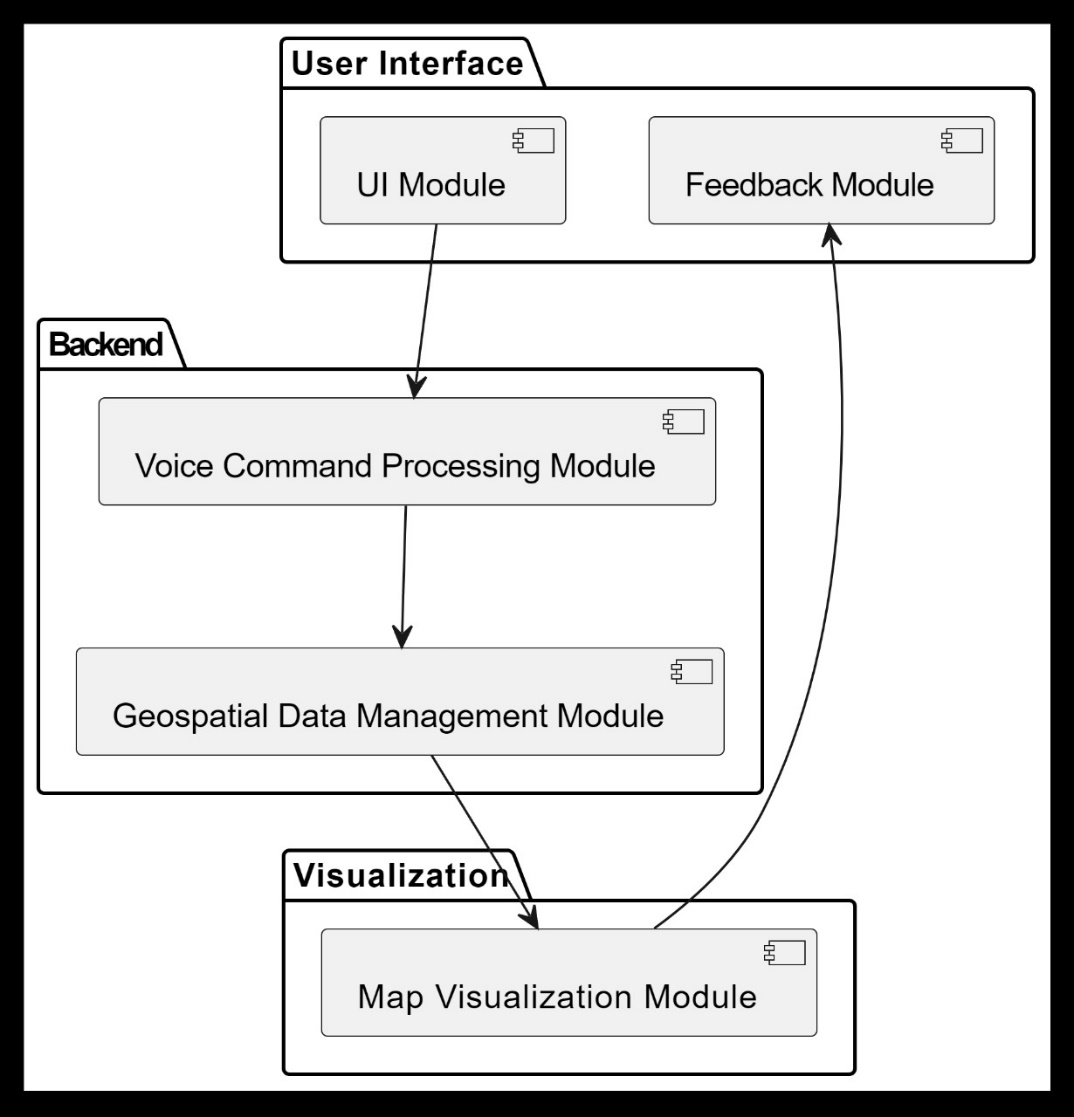 User Interface
UI Module
Feedback Module
Backend
Voice Command Processing Module
Geospatial Data Management Module
Visualization
Map Visualization Module